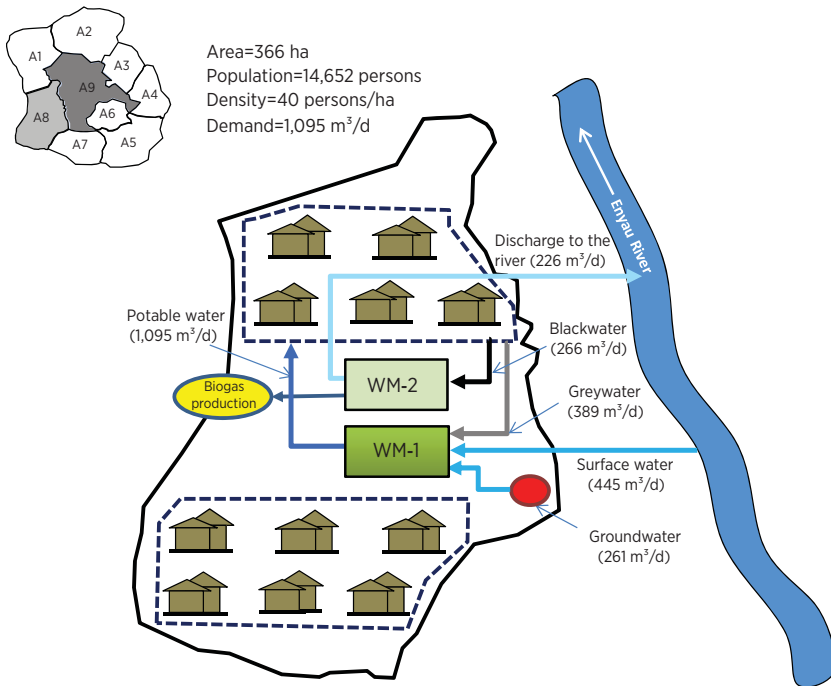 A2
A1
A3
A9
A4
A8
A6
A7
A5
Area=366 ha
Population=14,652 persons
Density=40 persons/ha
Demand=1,095 m³/d
Enyau River
Discharge to the
river (226 m³/d)
Potable water
(1,095 m³/d)
Blackwater
(266 m³/d)
WM-2
Biogas
production
Greywater
(389 m³/d)
WM-1
Surface water
(445 m³/d)
Groundwater
(261 m³/d)